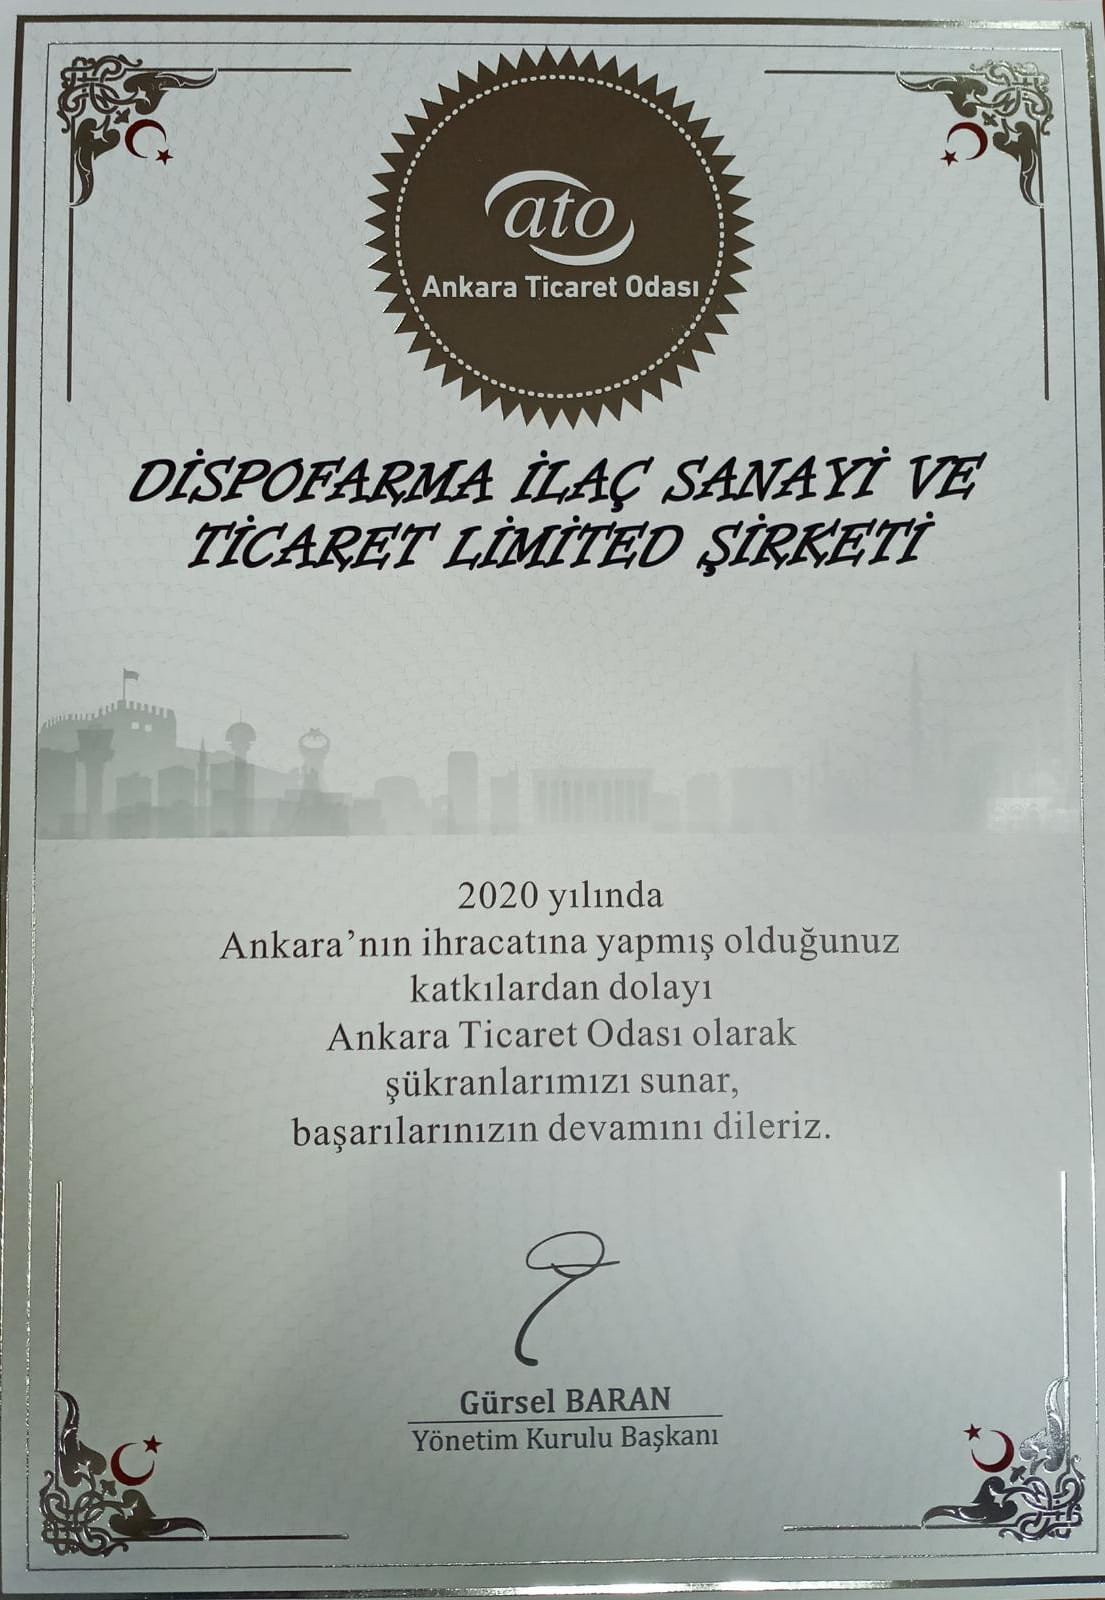 ato
Ankara Ticaret Odası
DİSPOFARMA İLAÇ SANAYİ VE
TİCARET LİMİTED ŞİRKETİ
2020 yılında
Ankara’nın ihracatına yapmış olduğunuz
katkılardan dolayı
Ankara Ticaret Odası olarak
şükranlarımızı sunar,
başarılarınızın devamını dileriz.
Gürsel BARAN
Yönetim Kurulu Başkanı